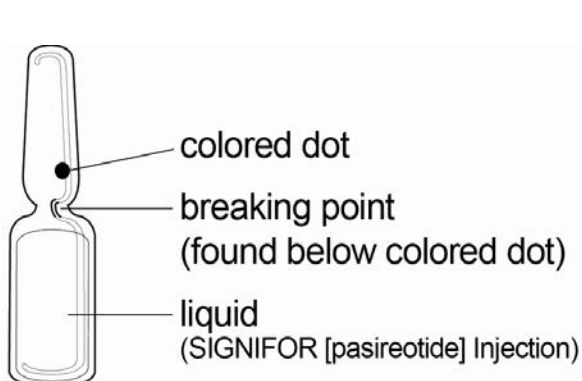 colored dot
breaking point
(found below colored dot)
liquid
(SIGNIFOR [pasireotide] Injection)